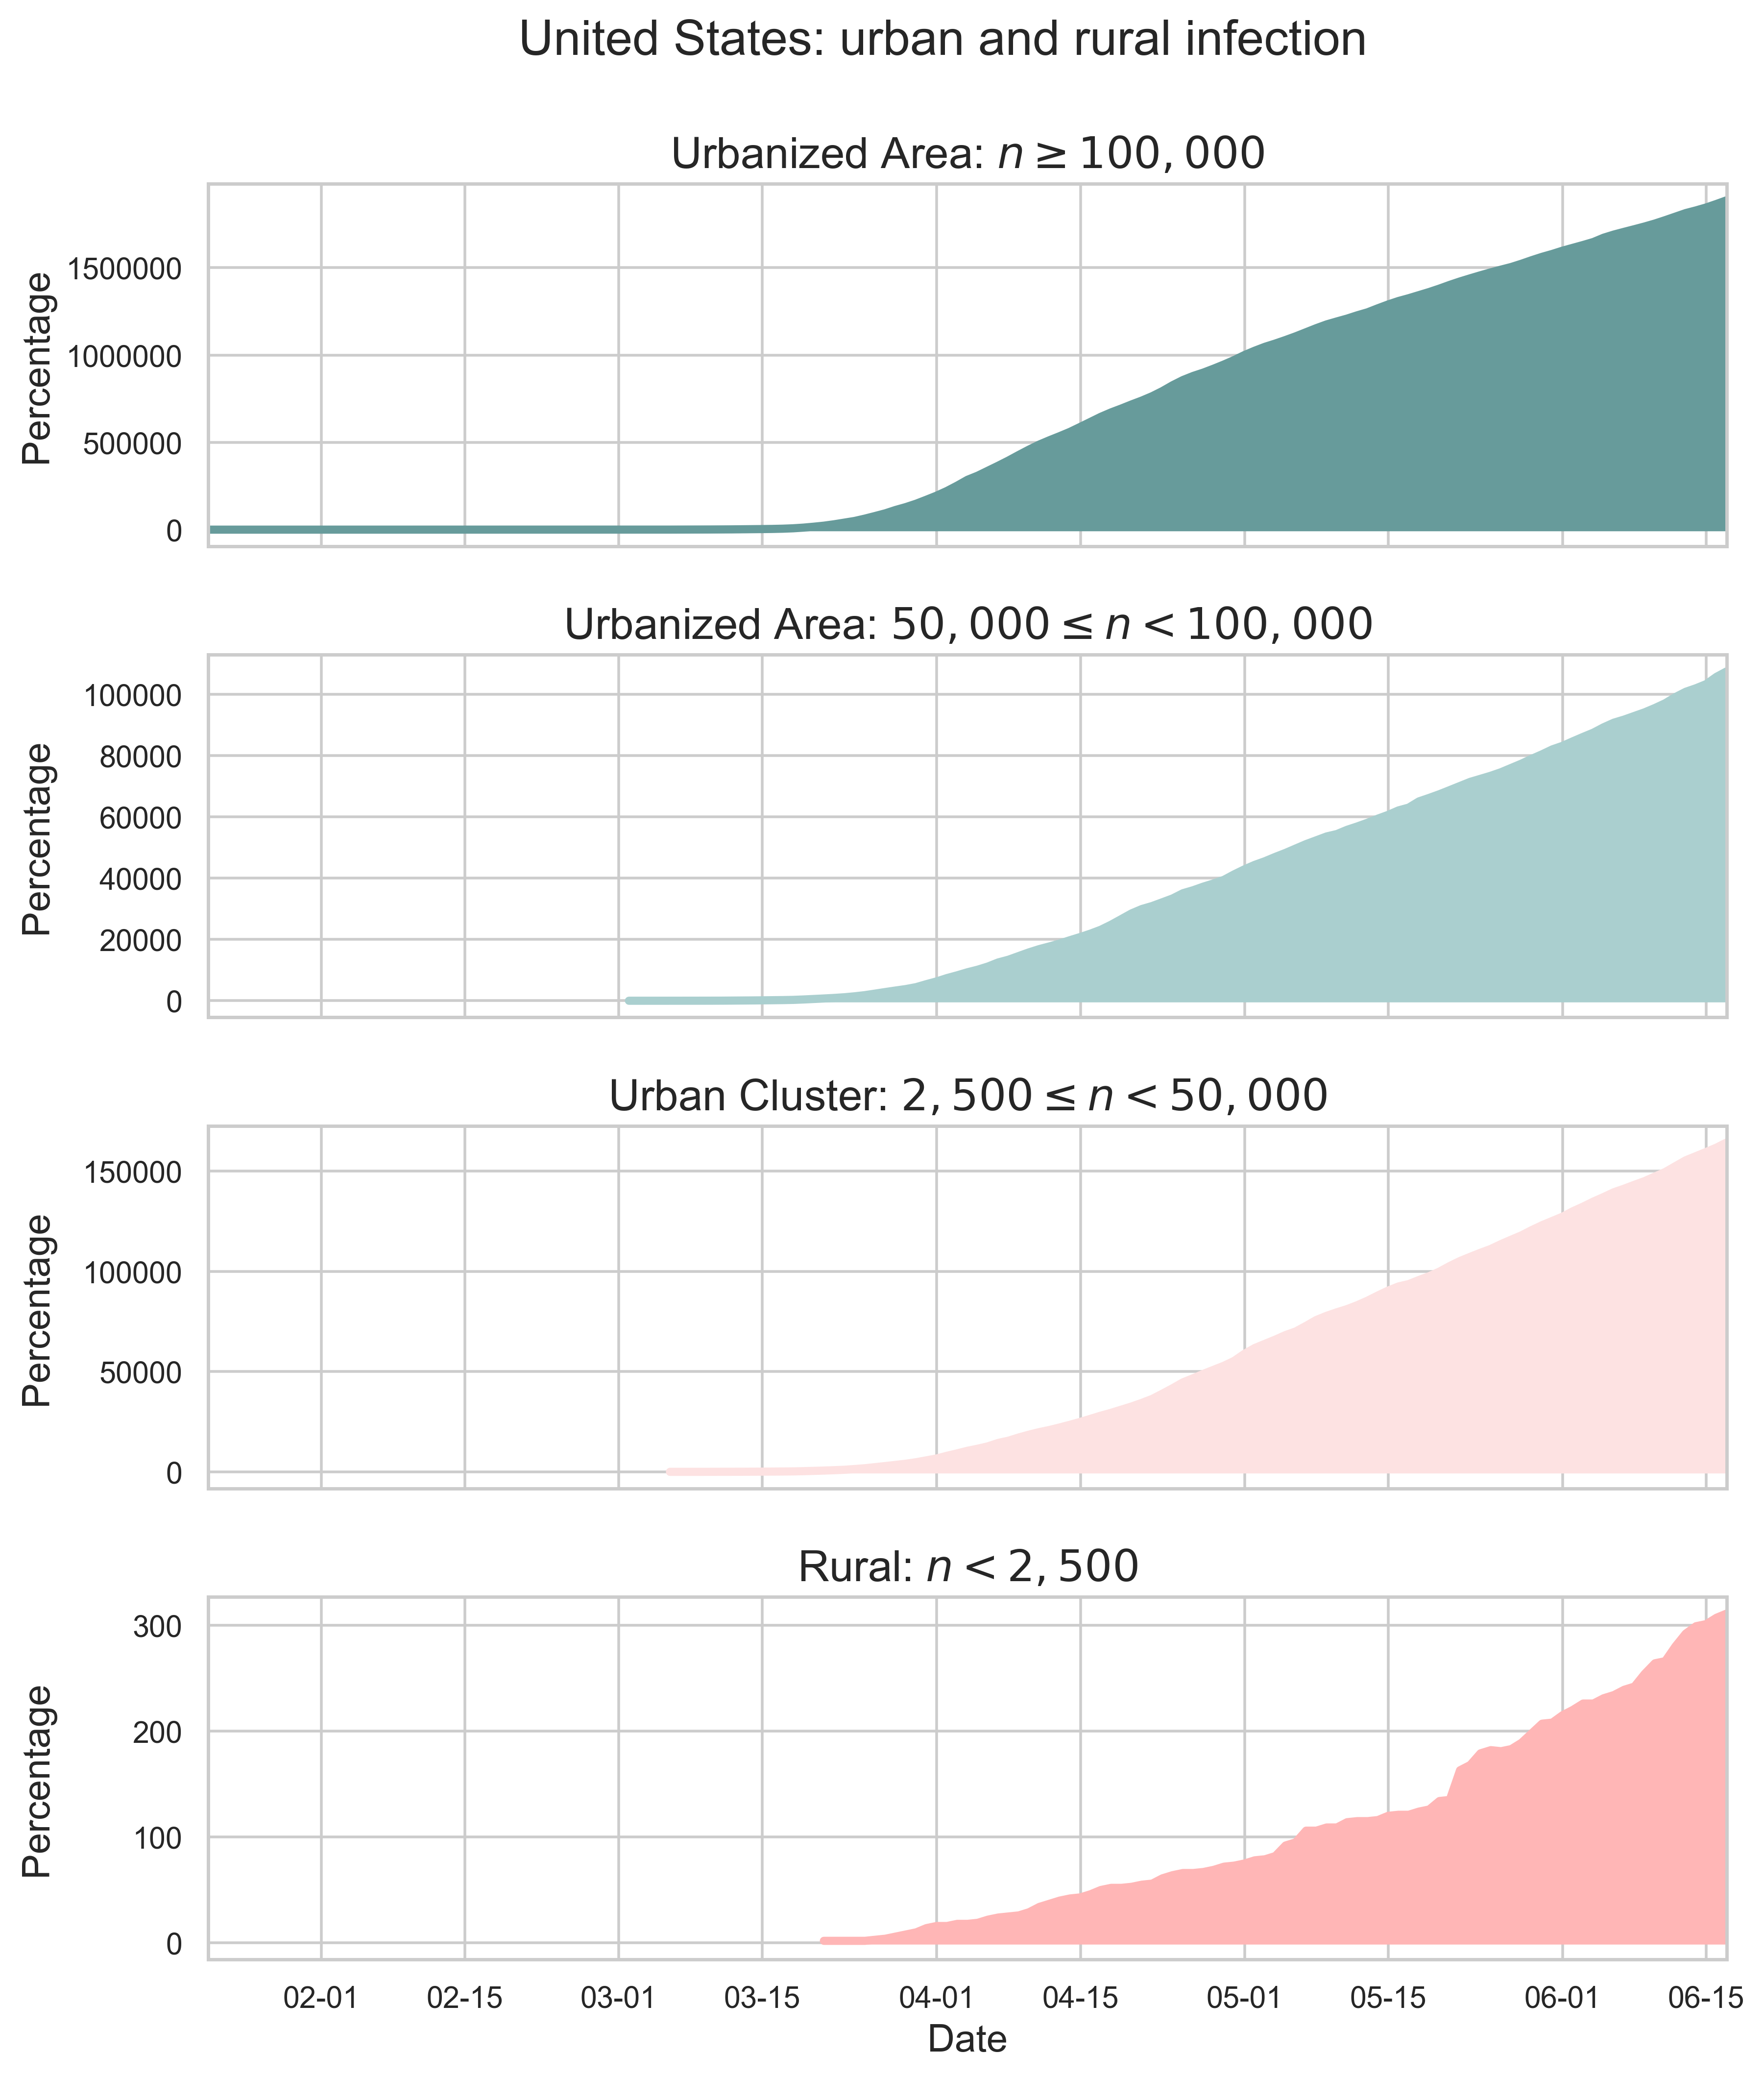 United States: urban and rural infection
Urbanized Area: n ≥ 100, 000
Percentage
1500000
1000000
500000
0
Urbanized Area: 50, 000 ≤ n < 100, 000
Percentage
100000
80000
60000
40000
20000
0
Urban Cluster: 2, 500 ≤ n < 50, 000
Percentage
150000
100000
50000
0
Rural: n < 2, 500
Percentage
300
200
100
0
02-01 02-15 03-01 03-15 04-01 04-15 05-01 05-15 06-01 06-15
Date